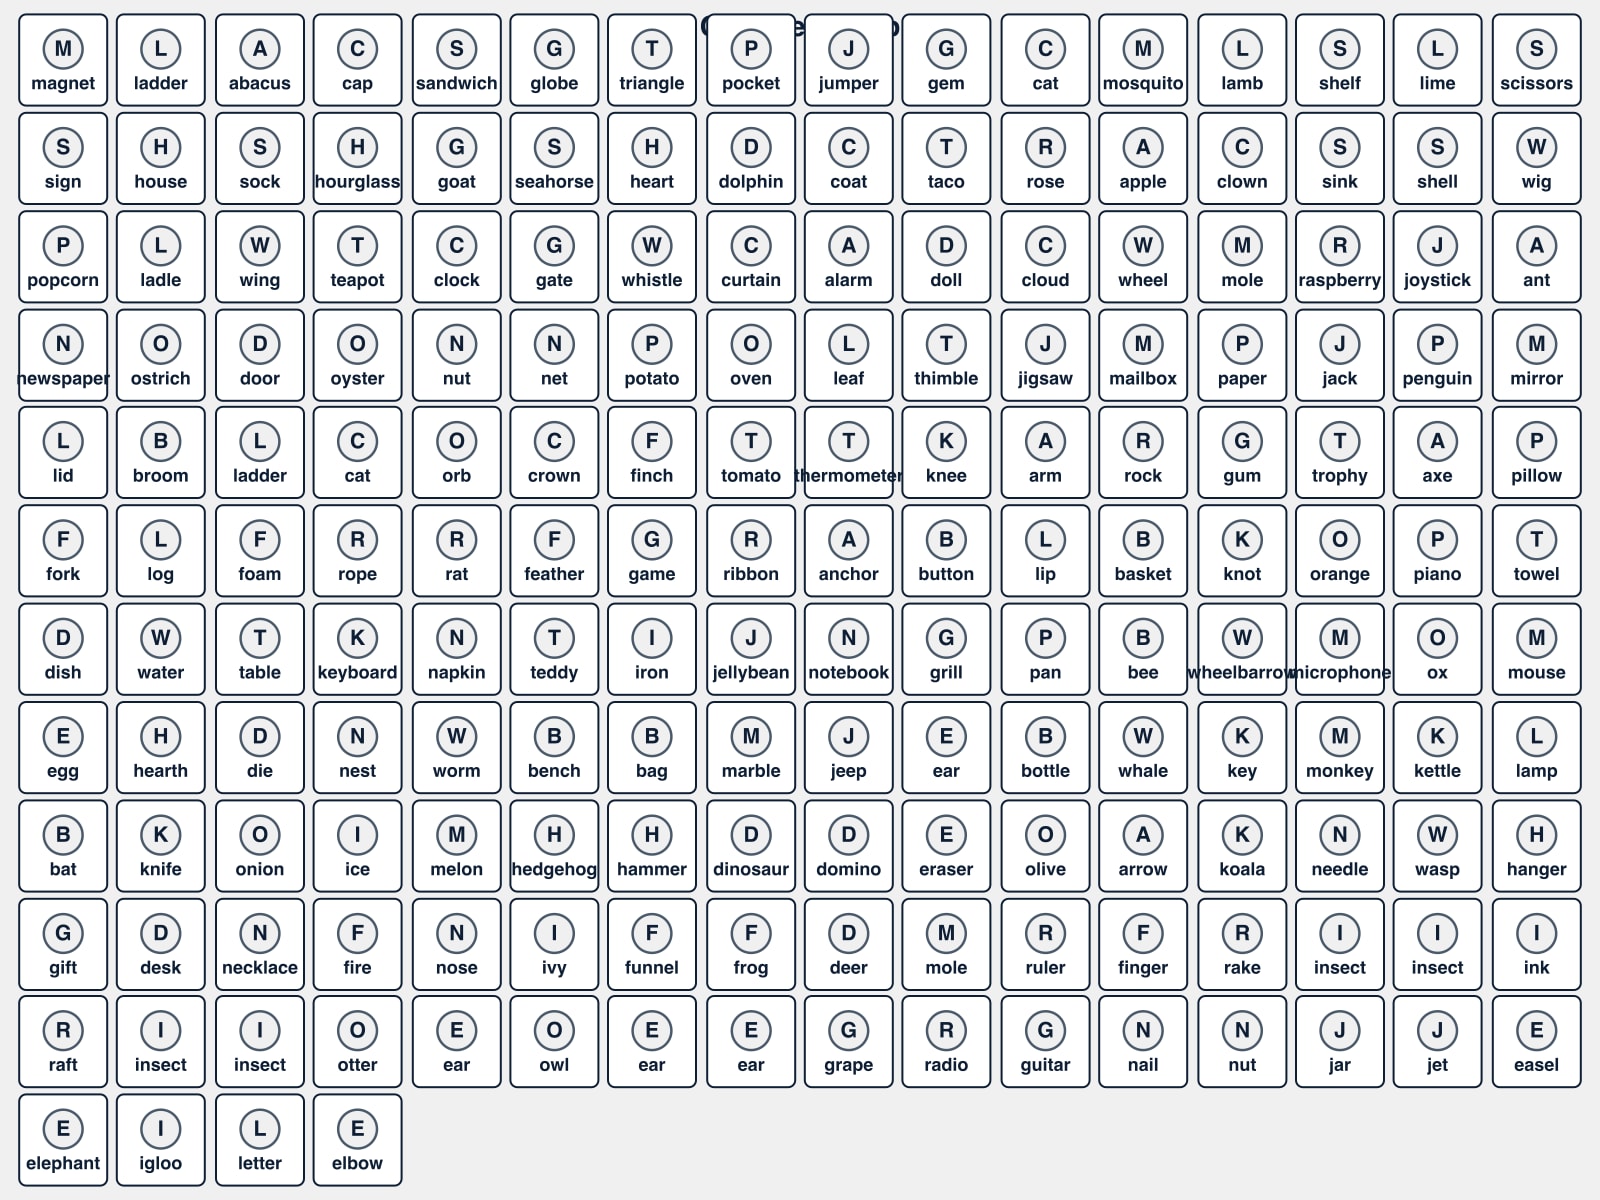 M L A C S G T P J G C M L S L S
magnet ladder abacus cap sandwich globe triangle pocket jumper gem cat mosquito lamb shelf lime scissors
S H S H G S H D C T R A C S S W
sign house sock hourglass goat seahorse heart dolphin coat taco rose apple clown sink shell wig
P L W T C G W C A D C W M R J A
popcorn ladle wing teapot clock gate whistle curtain alarm doll cloud wheel mole raspberry joystick ant
N O D O N N P O L T J M P J P M
newspaper ostrich door oyster nut net potato oven leaf thimble jigsaw mailbox paper jack penguin mirror
L B L C O C F T T K A R G T A P
lid broom ladder cat orb crown finch tomato thermometer knee arm rock gum trophy axe pillow
F L F R R F G R A B L B K O P T
fork log foam rope rat feather game ribbon anchor button lip basket knot orange piano towel
D W T K N T I J N G P B W M O M
dish water table keyboard napkin teddy iron jellybean notebook grill pan bee wheelbarrow microphone ox mouse
E H D N W B B M J E B W K M K L
egg hearth die nest worm bench bag marble jeep ear bottle whale key monkey kettle lamp
B K O I M H H D D E O A K N W H
bat knife onion ice melon hedgehog hammer dinosaur domino eraser olive arrow koala needle wasp hanger
G D N F N I F F D M R F R I I I
gift desk necklace fire nose ivy funnel frog deer mole ruler finger rake insect insect ink
R I I O E O E E G R G N N J J E
raft insect insect otter ear owl ear ear grape radio guitar nail nut jar jet easel
E I L E
elephant igloo letter elbow